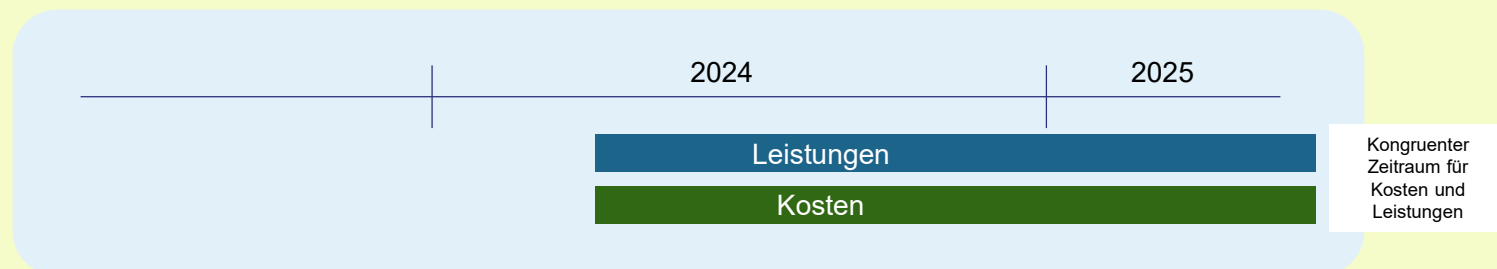 2024
2025
Leistungen
Kosten
Kongruenter
Zeitraum für
Kosten und
Leistungen